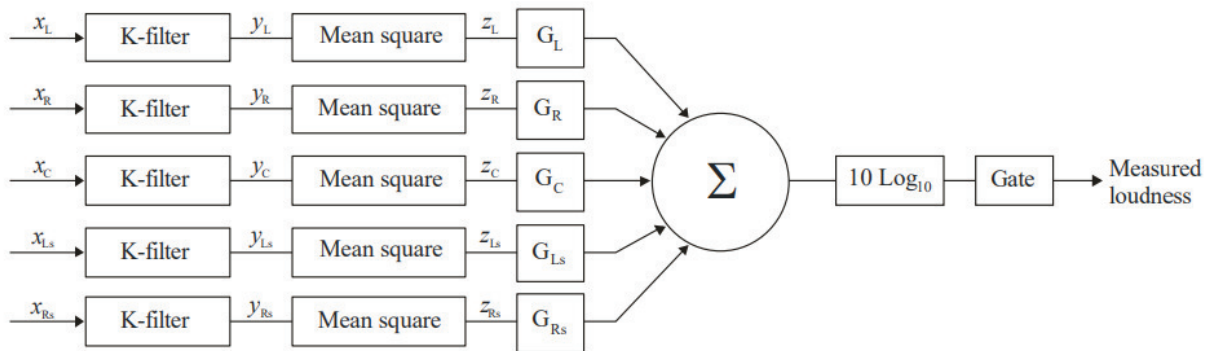 x_L K-filter y_L Mean square z_L G_L
x_R K-filter y_R Mean square z_R G_R
x_C K-filter y_C Mean square z_C G_C
Σ 10 Log_10 Gate Measured
loudness
x_Ls K-filter y_Ls Mean square z_Ls G_Ls
x_Rs K-filter y_Rs Mean square z_Rs G_Rs